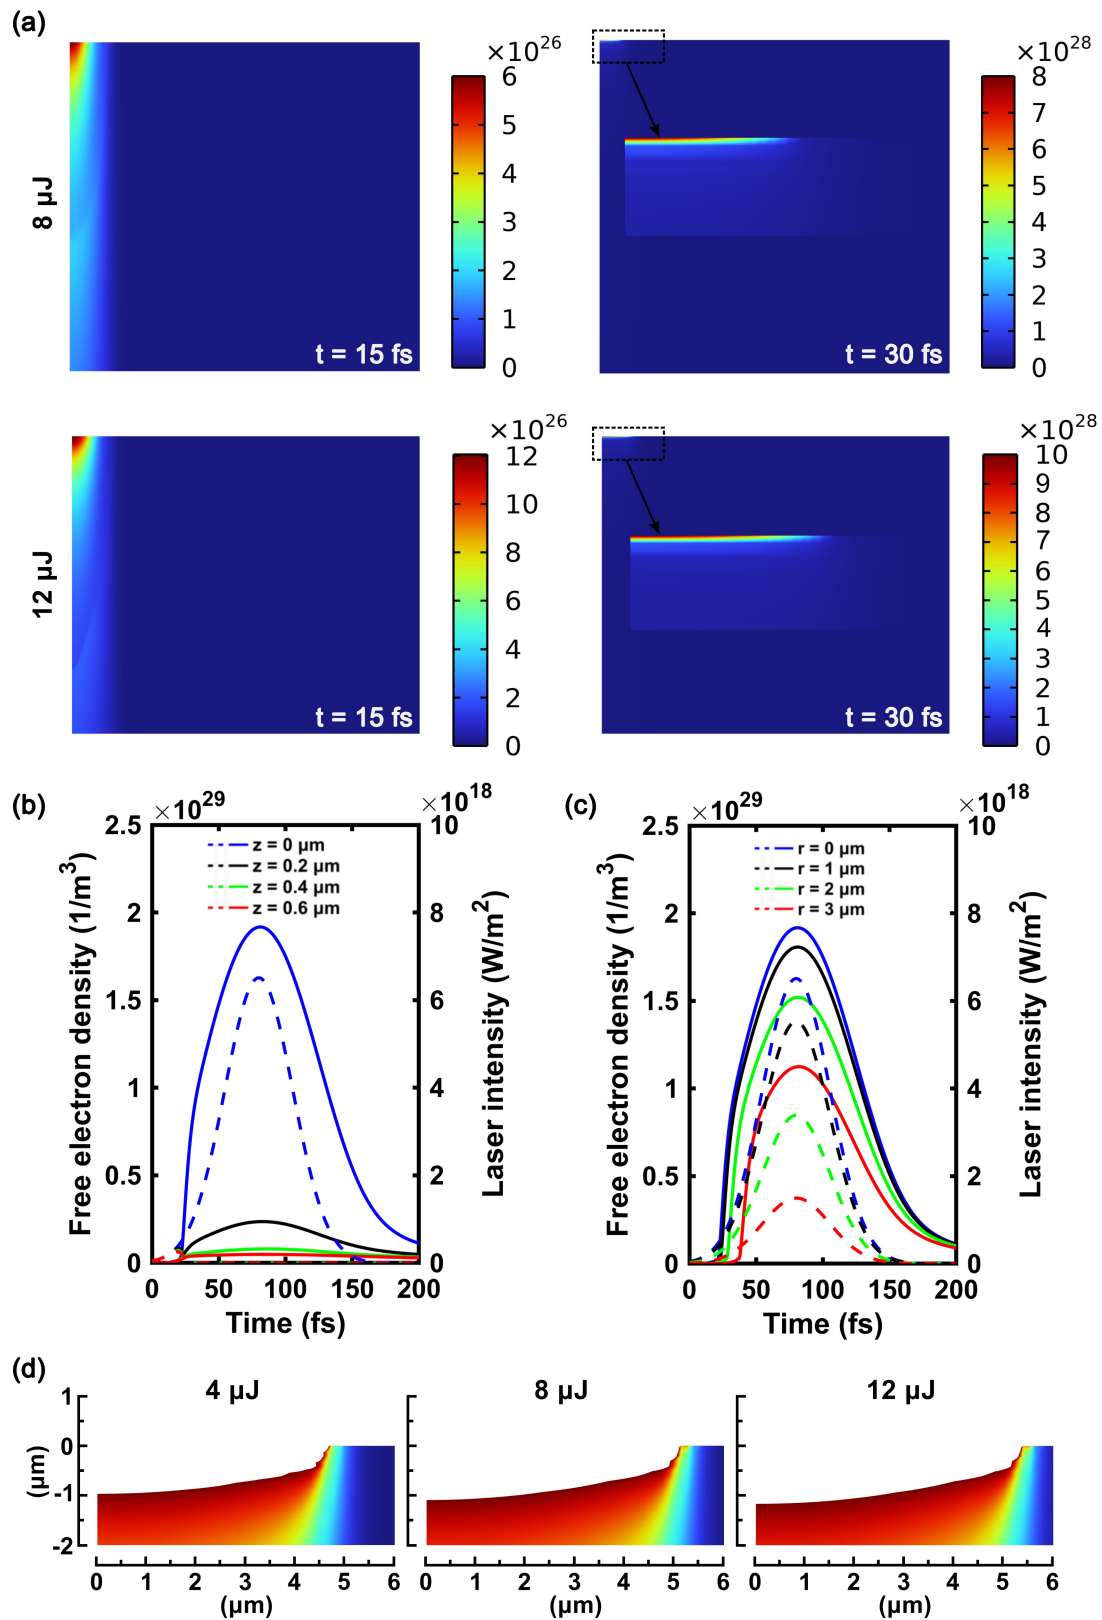 (a)
8 µJ
t = 15 fs
×10^26
6
5
4
3
2
1
0
t = 30 fs
×10^28
8
7
6
5
4
3
2
1
0
12 µJ
t = 15 fs
×10^26
12
10
8
6
4
2
0
t = 30 fs
×10^28
10
9
8
7
6
5
4
3
2
1
0
(b)
×10^29
×10^18
2.5
2
1.5
1
0.5
0
Free electron density (1/m^3)
z = 0 µm
z = 0.2 µm
z = 0.4 µm
z = 0.6 µm
10
8
6
4
2
0
Laser intensity (W/m^2)
0 50 100 150 200
Time (fs)
(c)
×10^29
×10^18
2.5
2
1.5
1
0.5
0
Free electron density (1/m^3)
r = 0 µm
r = 1 µm
r = 2 µm
r = 3 µm
10
8
6
4
2
0
Laser intensity (W/m^2)
0 50 100 150 200
Time (fs)
(d)
4 µJ
8 µJ
12 µJ
1
0
-1
-2
(µm)
0 1 2 3 4 5 6
(µm)
0 1 2 3 4 5 6
(µm)
0 1 2 3 4 5 6
(µm)